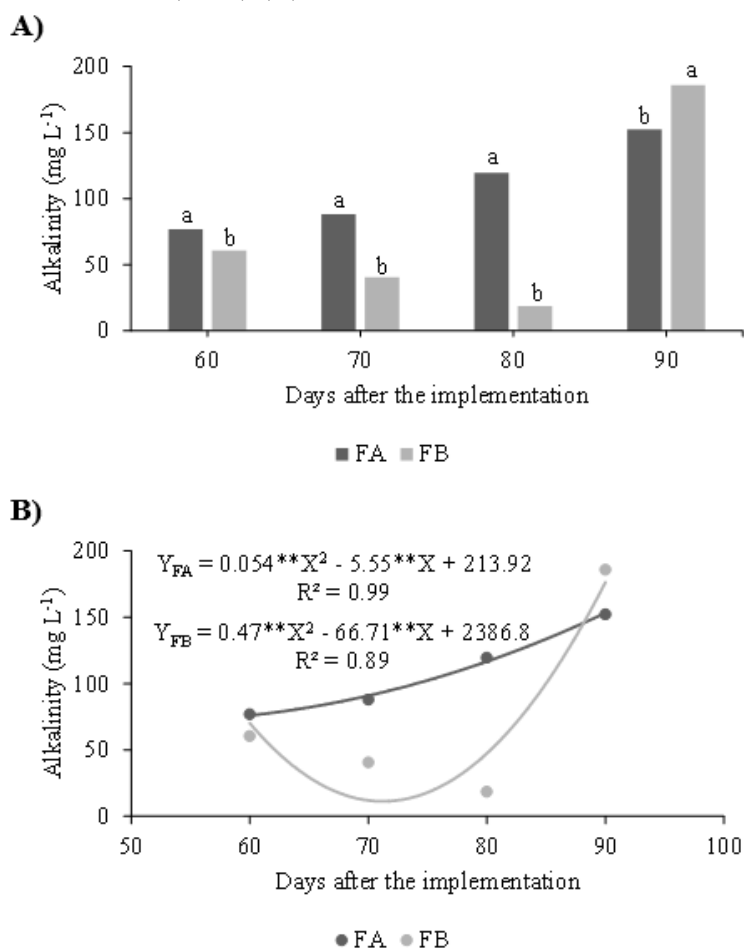 A)
200
a
Alkalinity (mg L⁻¹)
150
b
a
100
a
a
b
50
b
b
0
60 70 80 90
Days after the implementation
FA FB
B)
200
Y_FA = 0.054**X² - 5.55**X + 213.92
R² = 0.99
Alkalinity (mg L⁻¹)
150
Y_FB = 0.47**X² - 66.71**X + 2386.8
R² = 0.89
100
50
0
50 60 70 80 90 100
Days after the implementation
FA FB